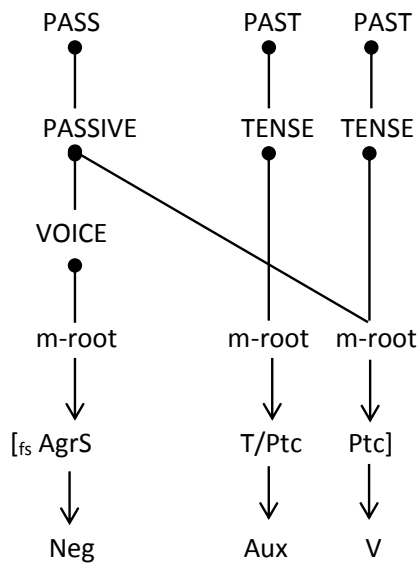 PASS PAST PAST
PASSIVE TENSE TENSE
VOICE
m-root m-root m-root
[fs AgrS T/Ptc Ptc]
Neg Aux V